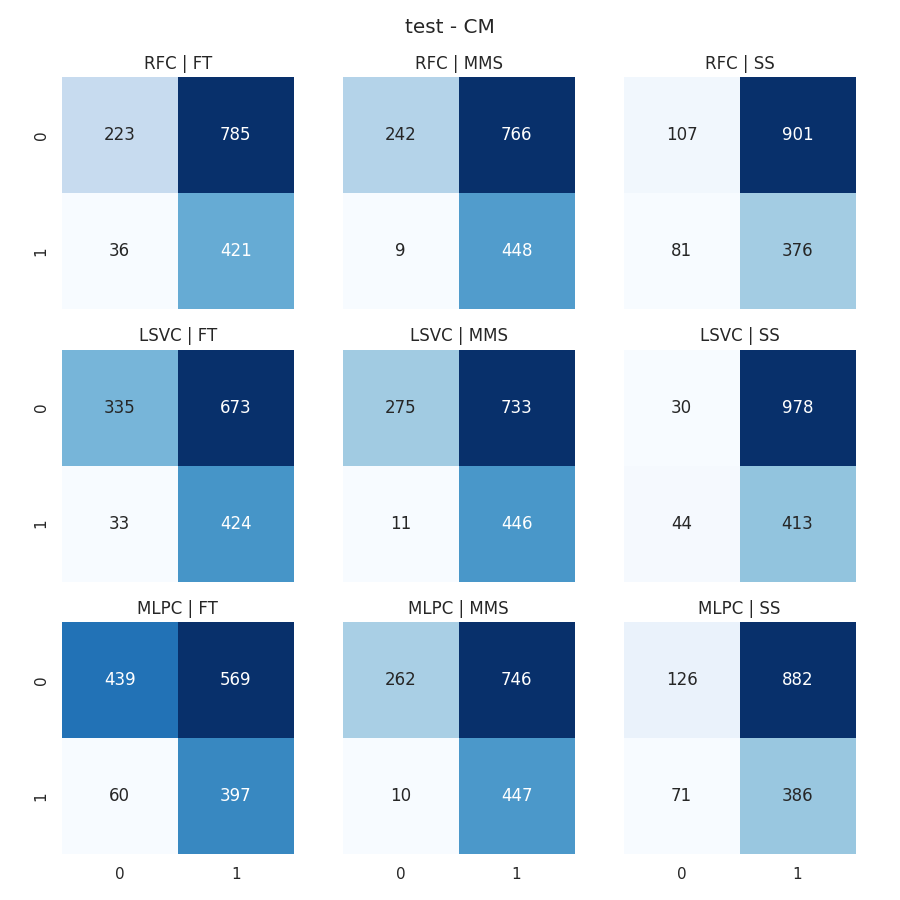 test - CM
RFC | FT RFC | MMS RFC | SS
0 223 785 242 766 107 901
1 36 421 9 448 81 376
LSVC | FT LSVC | MMS LSVC | SS
0 335 673 275 733 30 978
1 33 424 11 446 44 413
MLPC | FT MLPC | MMS MLPC | SS
0 439 569 262 746 126 882
1 60 397 10 447 71 386
0 1 0 1 0 1